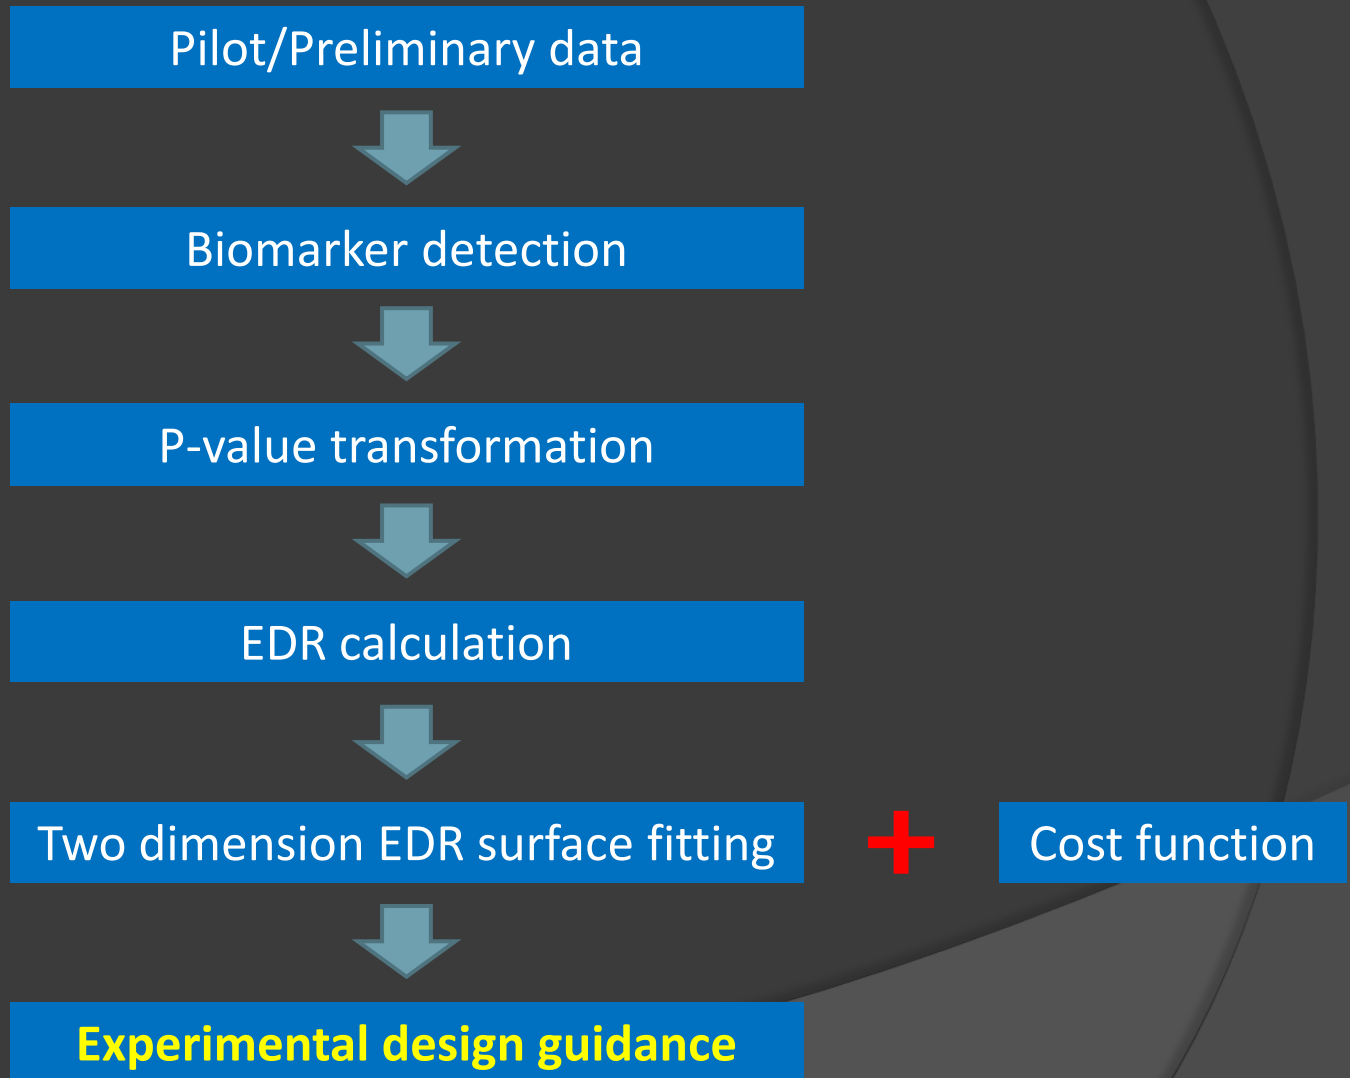 Pilot/Preliminary data
Biomarker detection
P-value transformation
EDR calculation
Two dimension EDR surface fitting + Cost function
Experimental design guidance